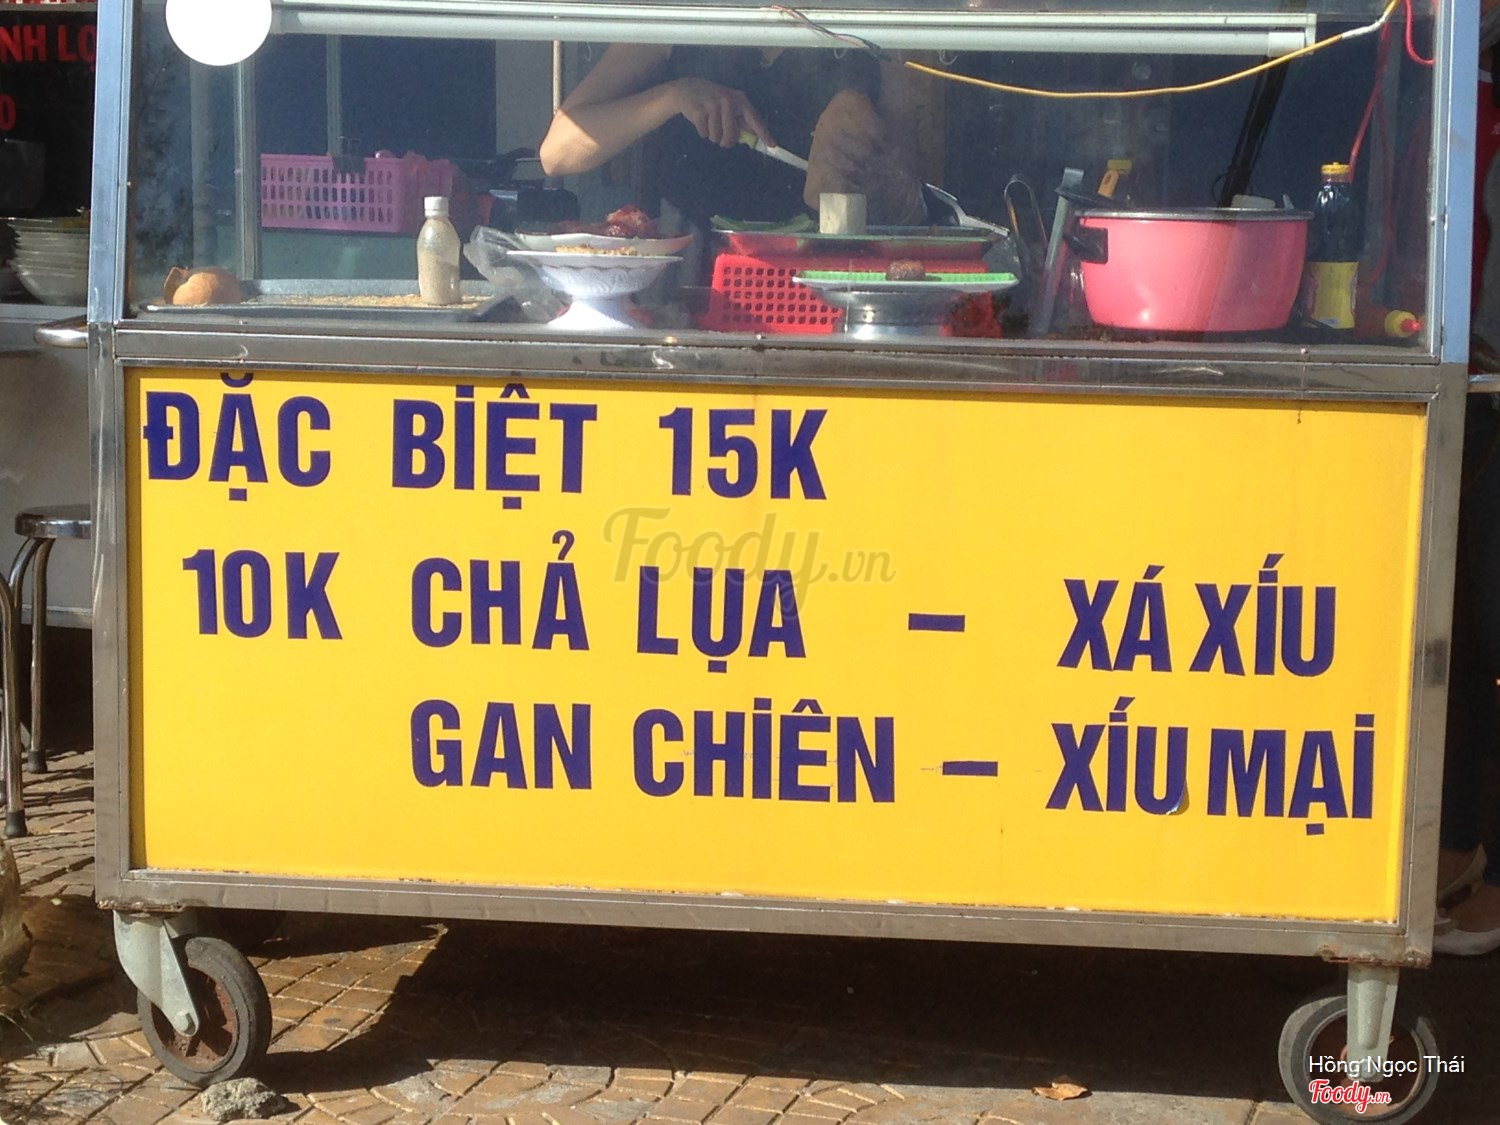 ĐẶC BIỆT 15K
10K CHẢ LỤA - XÁ XÍU
GAN CHIÊN - XÍU MẠI
Foody.vn
Hồng Ngọc Thái
Foody.vn